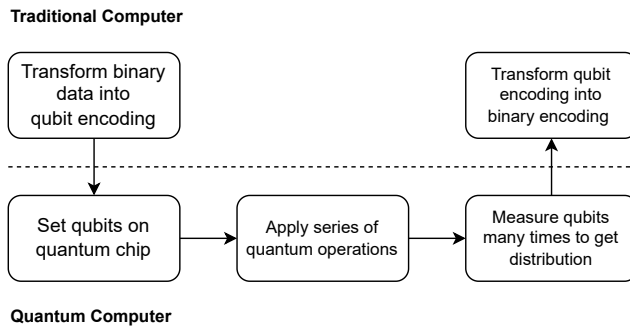 Traditional Computer
Transform binary
data into
qubit encoding
Transform qubit
encoding into
binary encoding
Set qubits on
quantum chip
Apply series of
quantum operations
Measure qubits
many times to get
distribution
Quantum Computer